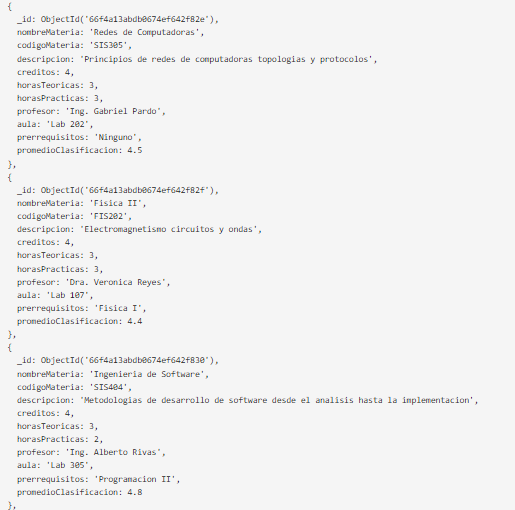 {
_id: ObjectId('66f4a13abdb0674ef642f82e'),
nombreMateria: 'Redes de Computadoras',
codigoMateria: 'SIS305',
descripcion: 'Principios de redes de computadoras topologias y protocolos',
creditos: 4,
horasTeoricas: 3,
horasPracticas: 3,
profesor: 'Ing. Gabriel Pardo',
aula: 'Lab 202',
prerrequisitos: 'Ninguno',
promedioClasificacion: 4.5
},
{
_id: ObjectId('66f4a13abdb0674ef642f82f'),
nombreMateria: 'Fisica II',
codigoMateria: 'FIS202',
descripcion: 'Electromagnetismo circuitos y ondas',
creditos: 4,
horasTeoricas: 3,
horasPracticas: 3,
profesor: 'Dra. Veronica Reyes',
aula: 'Lab 107',
prerrequisitos: 'Fisica I',
promedioClasificacion: 4.4
},
{
_id: ObjectId('66f4a13abdb0674ef642f830'),
nombreMateria: 'Ingenieria de Software',
codigoMateria: 'SIS404',
descripcion: 'Metodologias de desarrollo de software desde el analisis hasta la implementacion',
creditos: 4,
horasTeoricas: 3,
horasPracticas: 2,
profesor: 'Ing. Alberto Rivas',
aula: 'Lab 305',
prerrequisitos: 'Programacion II',
promedioClasificacion: 4.8
},